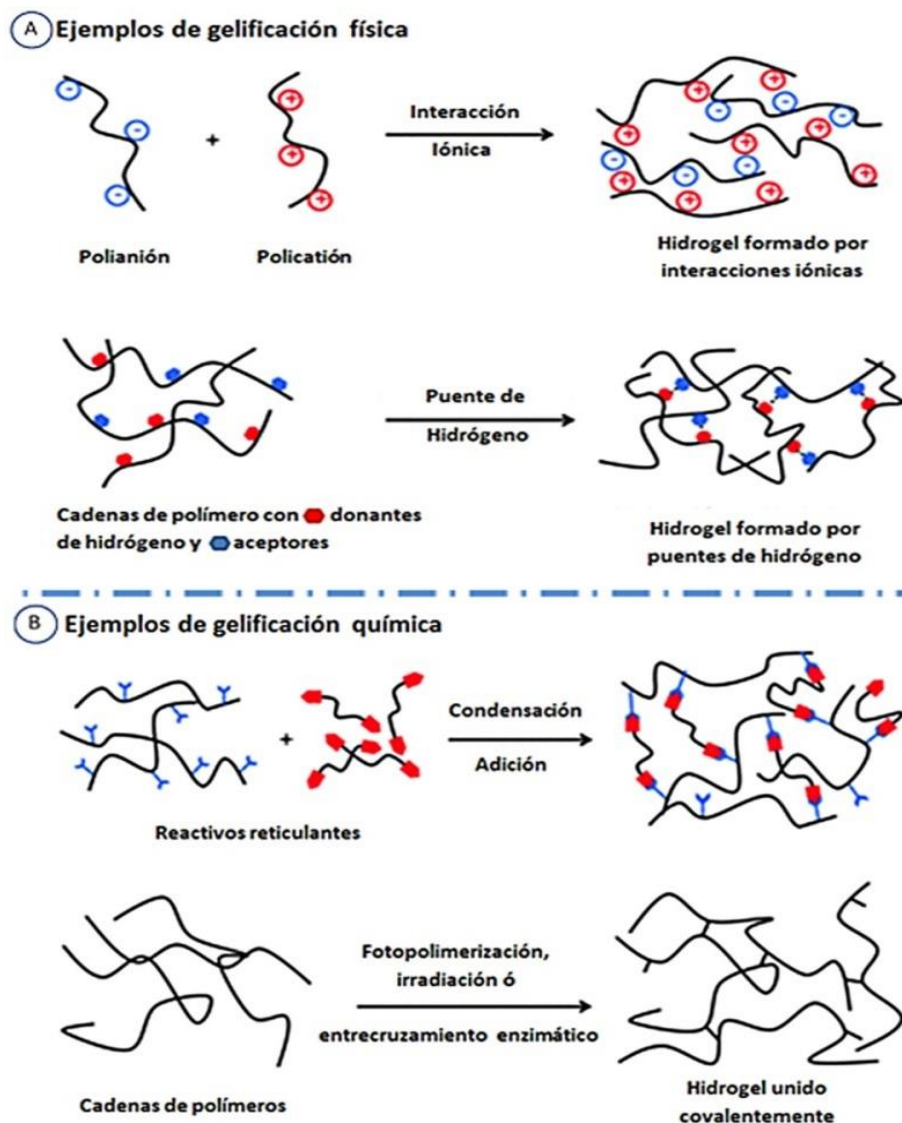 A Ejemplos de gelificación física
+
Interacción
Iónica
Polianión
Policatión
Hidrogel formado por
interacciones iónicas
Puente de
Hidrógeno
Cadenas de polímero con donantes
de hidrógeno y aceptores
Hidrogel formado por
puentes de hidrógeno
B Ejemplos de gelificación química
+
Condensación
Adición
Reactivos reticulantes
Fotopolimerización,
irradiación ó
entrecruzamiento enzimático
Cadenas de polímeros
Hidrogel unido
covalentemente